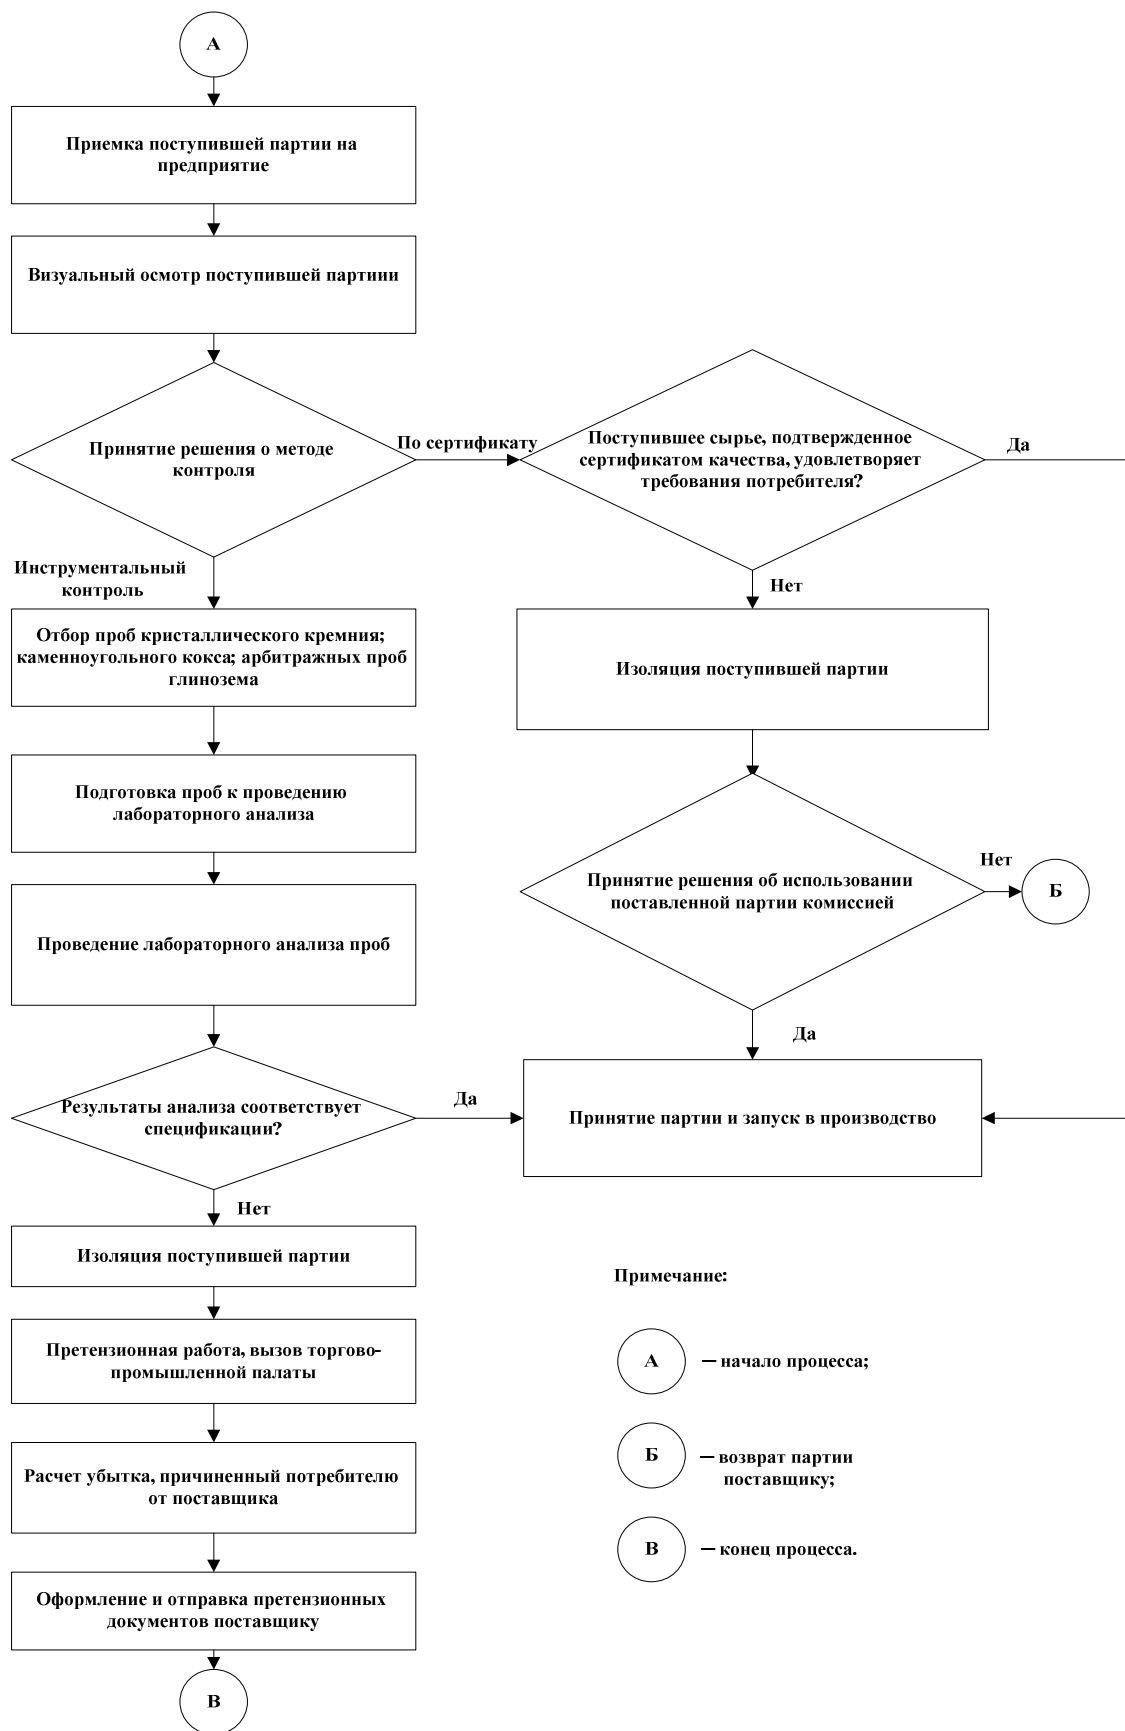 А
Приемка поступившей партии на
предприятие
Визуальный осмотр поступившей партиии
Принятие решения о методе
контроля
По сертификату
Поступившее сырье, подтвержденное
сертификатом качества, удовлетворяет
требования потребителя?
Да
Инструментальный
контроль
Нет
Отбор проб кристаллического кремния;
каменноугольного кокса; арбитражных проб
глинозема
Изоляция поступившей партии
Подготовка проб к проведению
лабораторного анализа
Принятие решения об использовании
поставленной партии комиссией
Нет
Б
Проведение лабораторного анализа проб
Да
Результаты анализа соответствует
спецификации?
Да
Принятие партии и запуск в производство
Нет
Изоляция поступившей партии
Претензионная работа, вызов торгово-
промышленной палаты
Расчет убытка, причиненный потребителю
от поставщика
Оформление и отправка претензионных
документов поставщику
В
Примечание:
А – начало процесса;
Б – возврат партии
поставщику;
В – конец процесса.